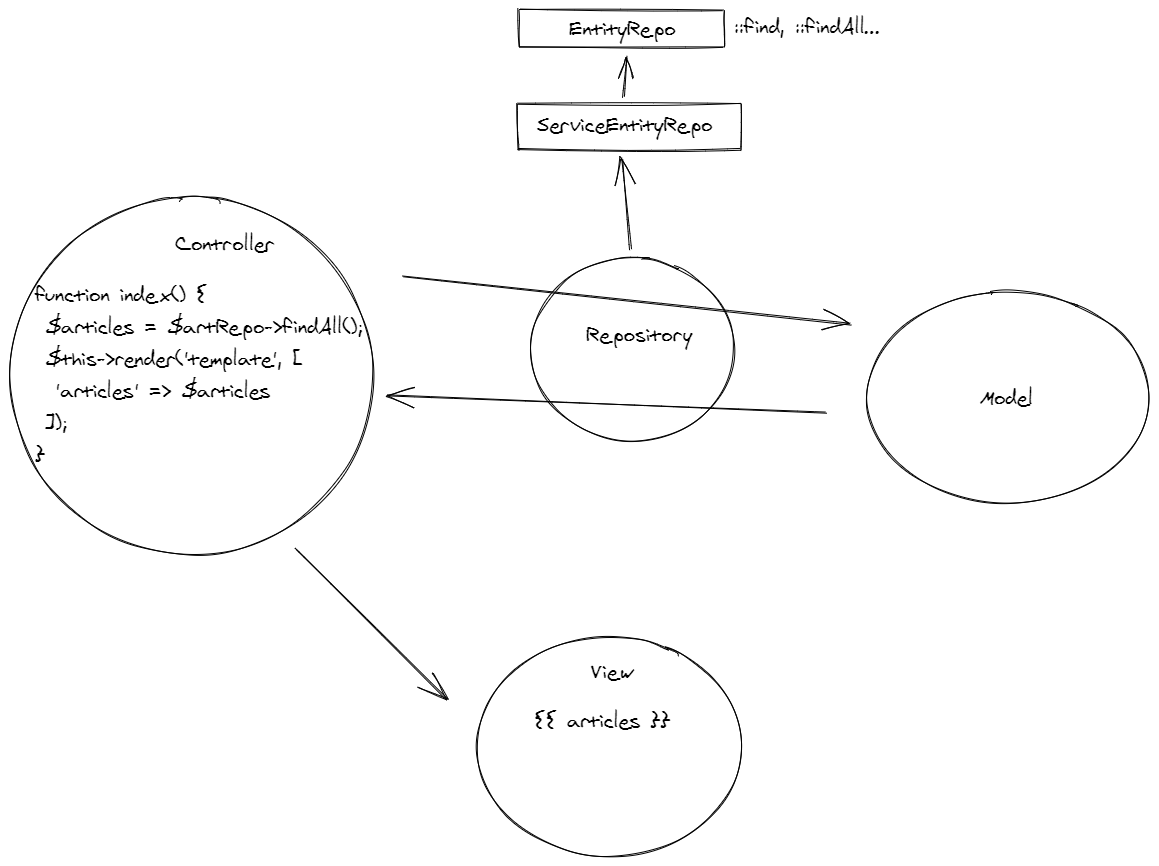 EntityRepo
::find, ::findAll...
ServiceEntityRepo
Controller
function index() {
$articles = $artRepo->findAll();
$this->render('template', [
'articles' => $articles
]);
}
Repository
Model
View
{{ articles }}